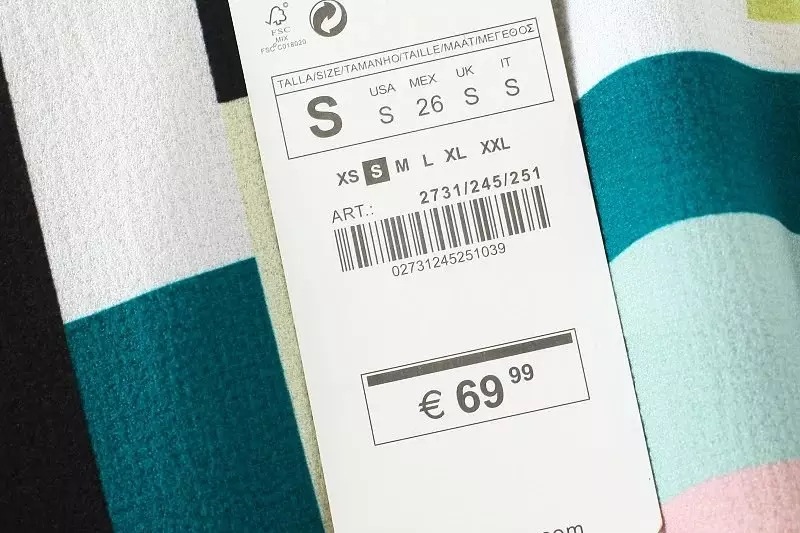 FSC
MIX
FSC® C018020
TALLA/SIZE/TAMANHO/TAILLE/MAAT/ΜΕΓΕΘΟΣ
S
USA MEX UK IT
S 26 S S
XS S M L XL XXL
ART.: 2731/245/251
02731245251039
€ 69 99
.com